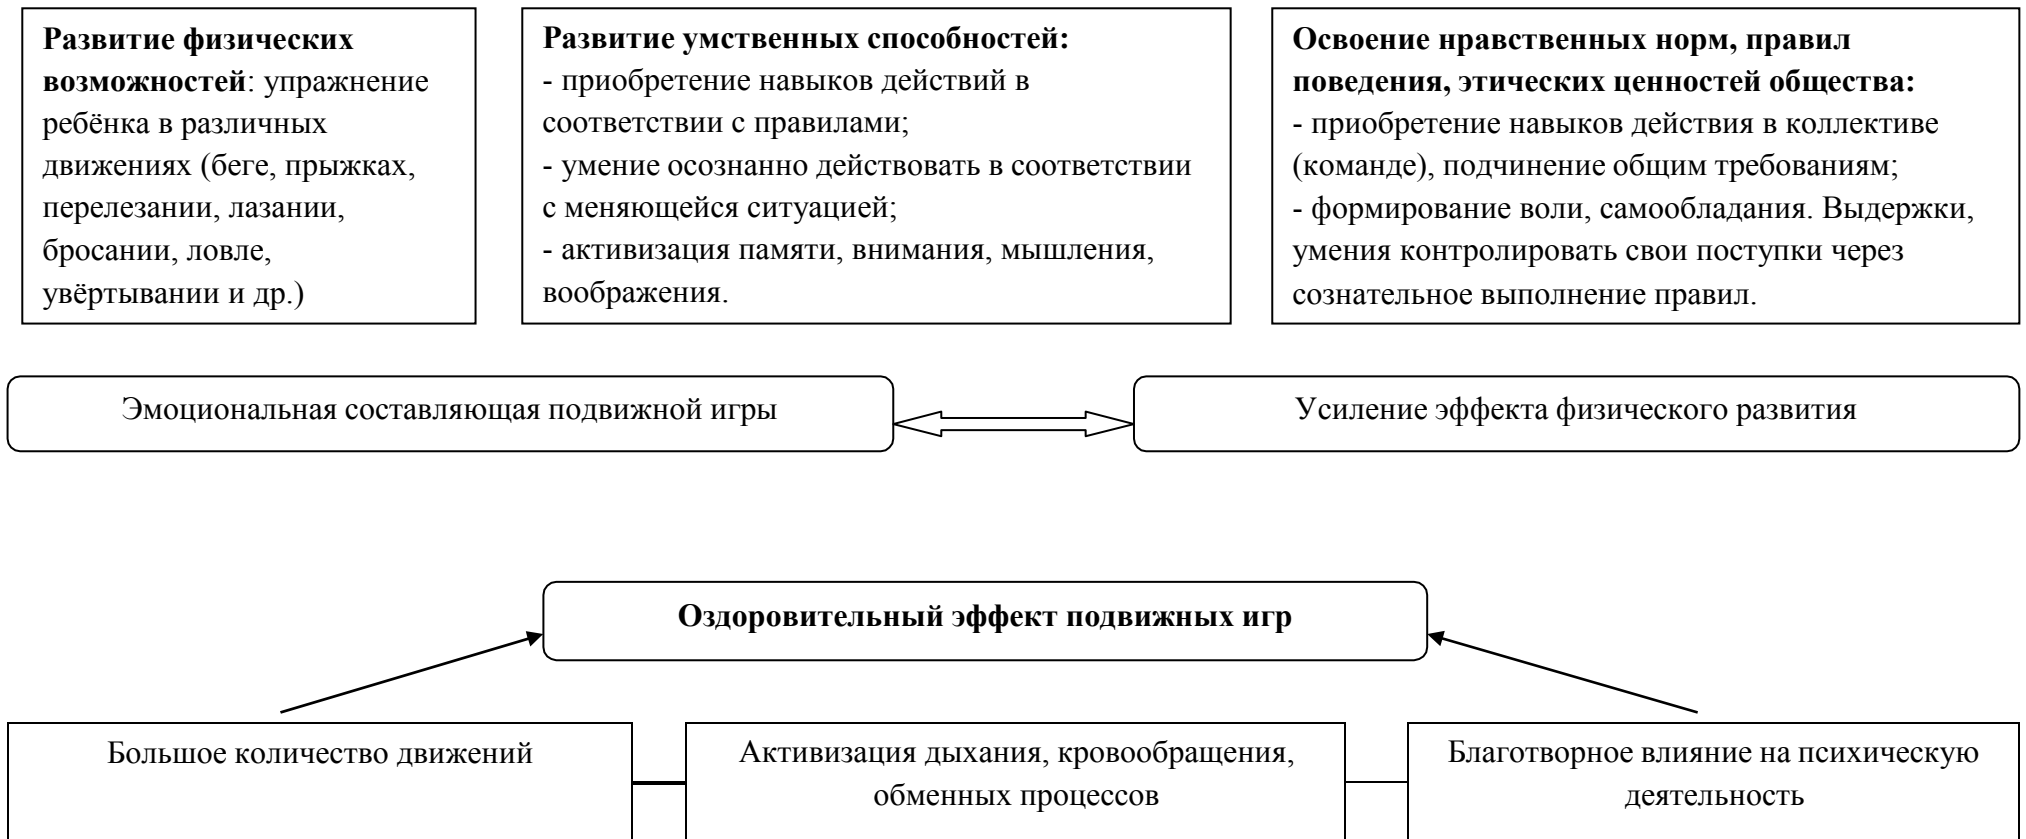 Развитие физических
возможностей: упражнение
ребёнка в различных
движениях (беге, прыжках,
перелезании, лазании,
бросании, ловле,
увёртывании и др.)
Развитие умственных способностей:
- приобретение навыков действий в
соответствии с правилами;
- умение осознанно действовать в соответствии
с меняющейся ситуацией;
- активизация памяти, внимания, мышления,
воображения.
Освоение нравственных норм, правил
поведения, этических ценностей общества:
- приобретение навыков действия в коллективе
(команде), подчинение общим требованиям;
- формирование воли, самообладания. Выдержки,
умения контролировать свои поступки через
сознательное выполнение правил.
Эмоциональная составляющая подвижной игры
Усиление эффекта физического развития
Оздоровительный эффект подвижных игр
Большое количество движений
Активизация дыхания, кровообращения,
обменных процессов
Благотворное влияние на психическую
деятельность